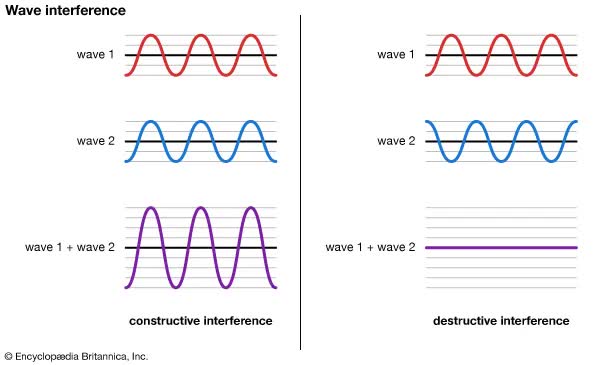 Wave interference
wave 1
wave 2
wave 1 + wave 2
constructive interference
wave 1
wave 2
wave 1 + wave 2
destructive interference
© Encyclopædia Britannica, Inc.